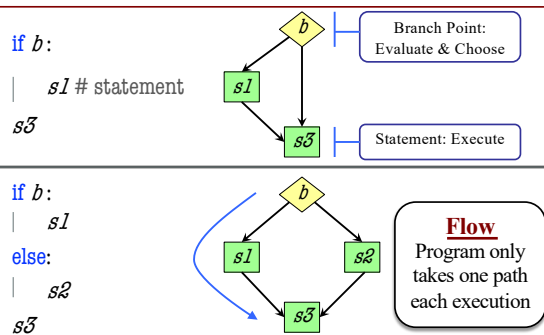 if b:
b
Branch Point:
Evaluate & Choose
| s1 # statement
s1
s3
s3
Statement: Execute
if b:
b
| s1
else:
s1
s2
Flow
Program only
takes one path
each execution
| s2
s3
s3